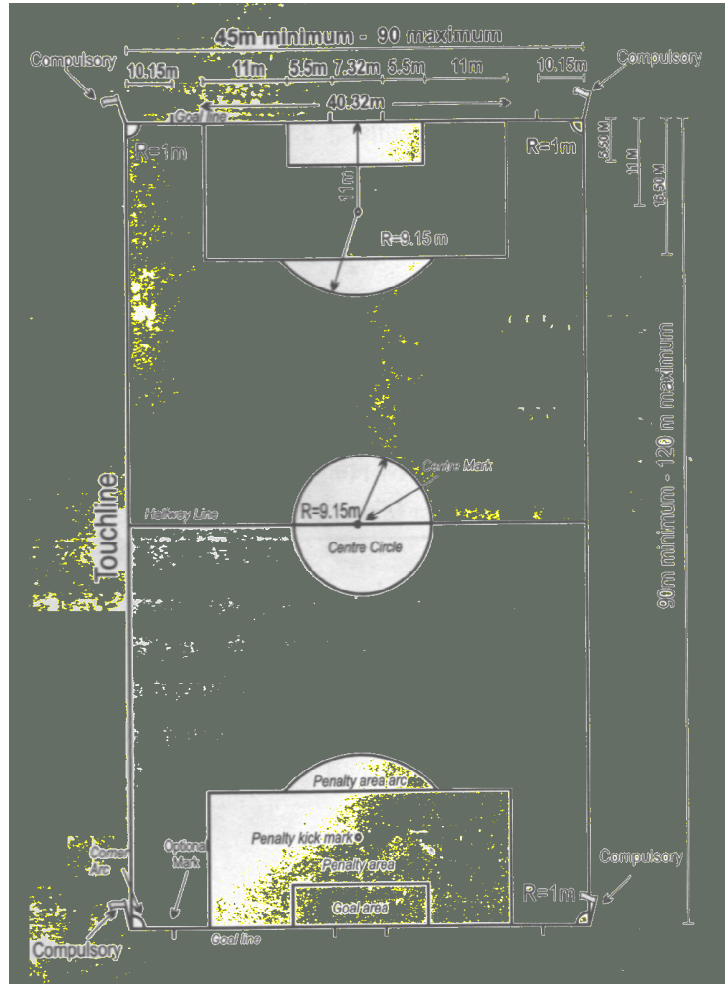 45m minimum - 90 maximum
Compulsory
Compulsory
10.15m
11m
5.5m
7.32m
5.5m
11m
10.15m
40.32m
Goal line
R=1m
R=1m
5.50 M
11 M
16.50 M
11m
R=9.15 m
90m minimum - 120 m maximum
Centre Mark
Touchline
Halfway Line
R=9.15m
Centre Circle
Penalty area arc
Penalty kick mark
Optional
Mark
Corner
Arc
Penalty area
Compulsory
Goal area
R=1m
Compulsory
Goal line